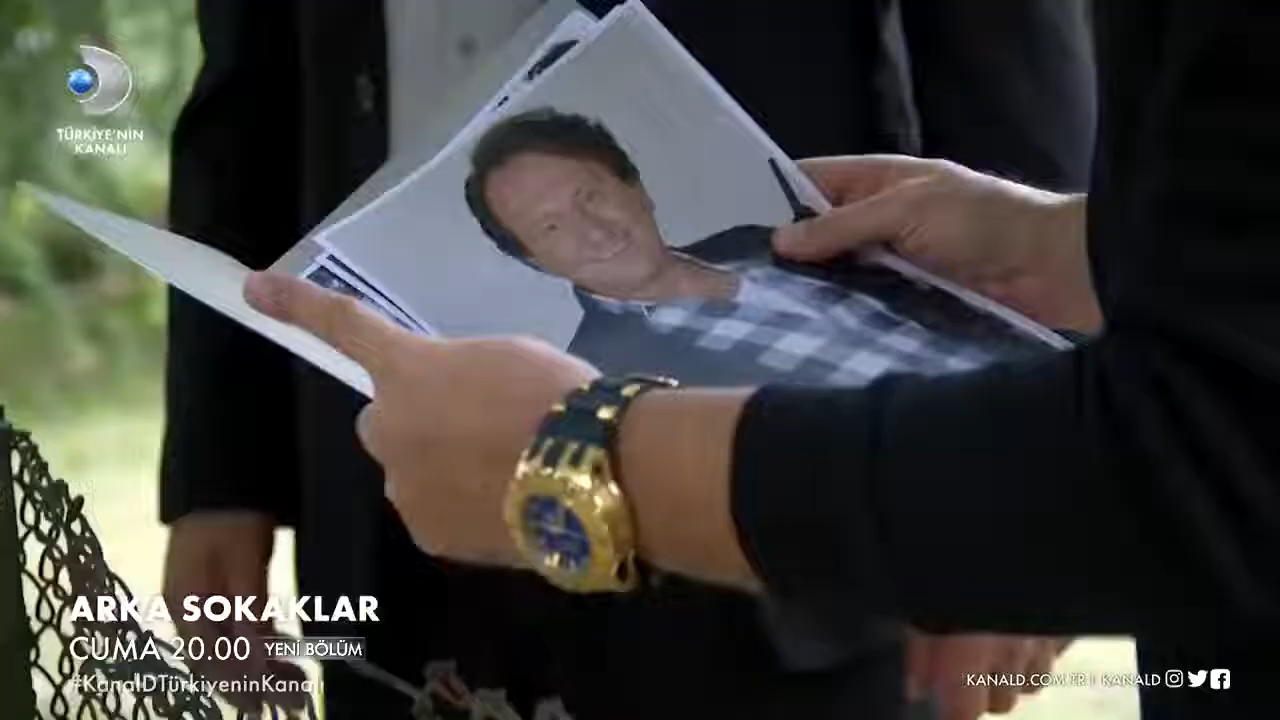 TÜRKİYE'NİN
KANALI
ARKA SOKAKLAR
CUMA 20.00 YENİ BÖLÜM
#KanalDTürkiyeninKanalı
KANALD.COM.TR | KANALD